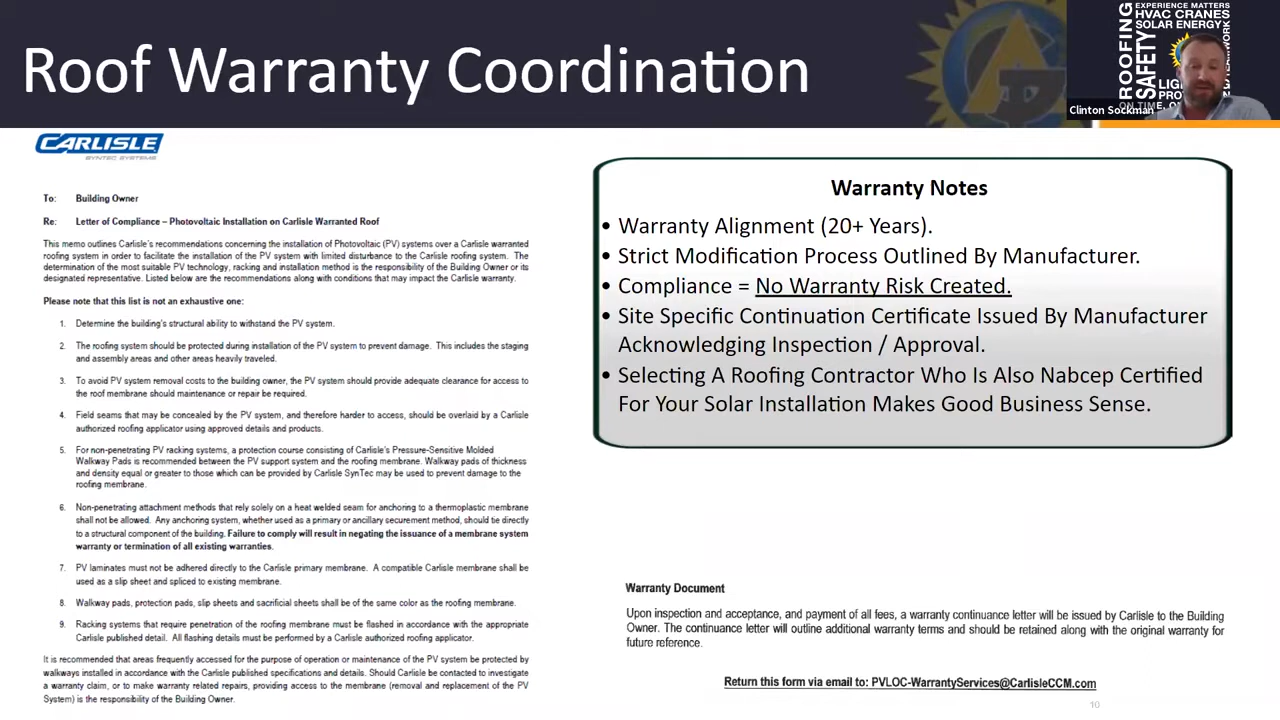 Roof Warranty Coordination
EXPERIENCE MATTERS
HVAC CRANES
SOLAR ENERGY
ROOFING
SAFETY
Clinton Sockman
CARLISLE
SYNTEC SYSTEMS
To: Building Owner
Re: Letter of Compliance – Photovoltaic Installation on Carlisle Warranted Roof
This memo outlines Carlisle's recommendations concerning the installation of Photovoltaic (PV) systems over a Carlisle warranted
roofing system in order to facilitate the installation of the PV system with limited disturbance to the Carlisle roofing system. The
determination of the most suitable PV technology, racking and installation method is the responsibility of the Building Owner or its
designated representative. Listed below are the recommendations along with conditions that may impact the Carlisle warranty.
Please note that this list is not an exhaustive one:
1. Determine the building's structural ability to withstand the PV system.
2. The roofing system should be protected during installation of the PV system to prevent damage. This includes the staging
and assembly areas and other areas heavily traveled.
3. To avoid PV system removal costs to the building owner, the PV system should provide adequate clearance for access to
the roof membrane should maintenance or repair be required.
4. Field seams that may be concealed by the PV system, and therefore harder to access, should be overlaid by a Carlisle
authorized roofing applicator using approved details and products.
5. For non-penetrating PV racking systems, a protection course consisting of Carlisle's Pressure-Sensitive Molded
Walkway Pads is recommended between the PV support system and the roofing membrane. Walkway pads of thickness
and density equal or greater to those which can be provided by Carlisle SynTec may be used to prevent damage to the
roofing membrane.
6. Non-penetrating attachment methods that rely solely on a heat welded seam for anchoring to a thermoplastic membrane
shall not be allowed. Any anchoring system, whether used as a primary or ancillary securement method, should tie directly
to a structural component of the building. Failure to comply will result in negating the issuance of a membrane system
warranty or termination of all existing warranties.
7. PV laminates must not be adhered directly to the Carlisle primary membrane. A compatible Carlisle membrane shall be
used as a slip sheet and spliced to existing membrane.
8. Walkway pads, protection pads, slip sheets and sacrificial sheets shall be of the same color as the roofing membrane.
9. Racking systems that require penetration of the roofing membrane must be flashed in accordance with the appropriate
Carlisle published detail. All flashing details must be performed by a Carlisle authorized roofing applicator.
It is recommended that areas frequently accessed for the purpose of operation or maintenance of the PV system be protected by
walkways installed in accordance with the Carlisle published specifications and details. Should Carlisle be contacted to investigate
a warranty claim, or to make warranty related repairs, providing access to the membrane (removal and replacement of the PV
System) is the responsibility of the Building Owner.
Warranty Notes
• Warranty Alignment (20+ Years).
• Strict Modification Process Outlined By Manufacturer.
• Compliance = No Warranty Risk Created.
• Site Specific Continuation Certificate Issued By Manufacturer
Acknowledging Inspection / Approval.
• Selecting A Roofing Contractor Who Is Also Nabcep Certified
For Your Solar Installation Makes Good Business Sense.
Warranty Document
Upon inspection and acceptance, and payment of all fees, a warranty continuance letter will be issued by Carlisle to the Building
Owner. The continuance letter will outline additional warranty terms and should be retained along with the original warranty for
future reference.
Return this form via email to: PVLOC-WarrantyServices@CarlisleCCM.com
10